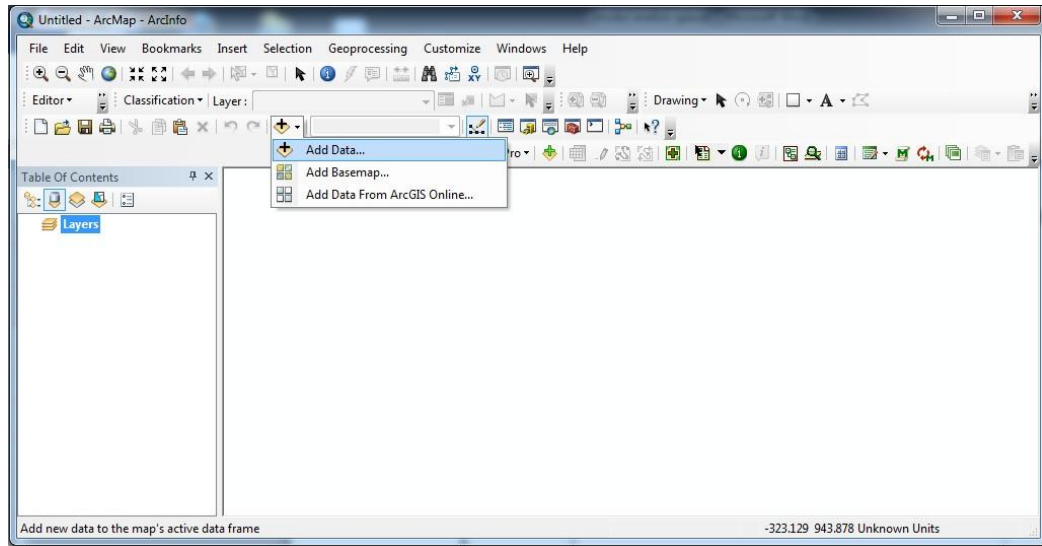 Untitled - ArcMap - ArcInfo
File Edit View Bookmarks Insert Selection Geoprocessing Customize Windows Help
Editor Classification Layer: Drawing A
Add Data... ro
Table Of Contents
Add Basemap...
Add Data From ArcGIS Online...
Layers
Add new data to the map's active data frame -323.129 943.878 Unknown Units